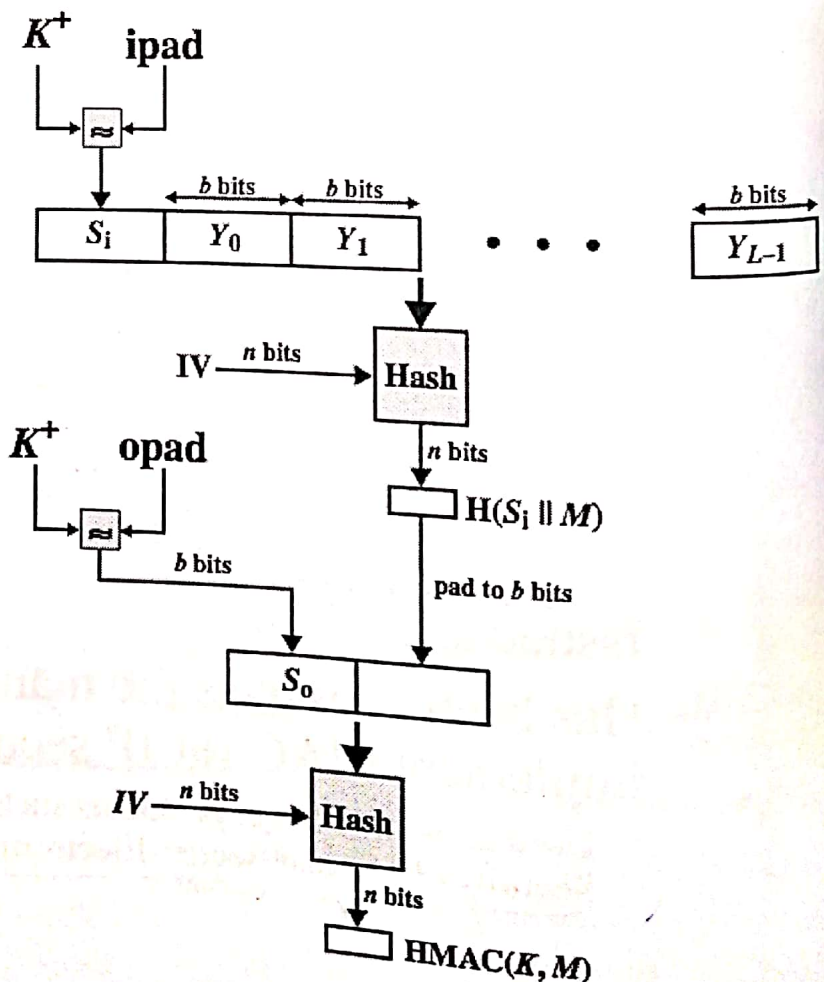 K+ ipad
≈
b bits b bits b bits
Si Y0 Y1 • • • YL–1
IV n bits Hash
n bits
K+ opad
H(Si || M)
≈
b bits pad to b bits
So
IV n bits Hash
n bits
HMAC(K, M)